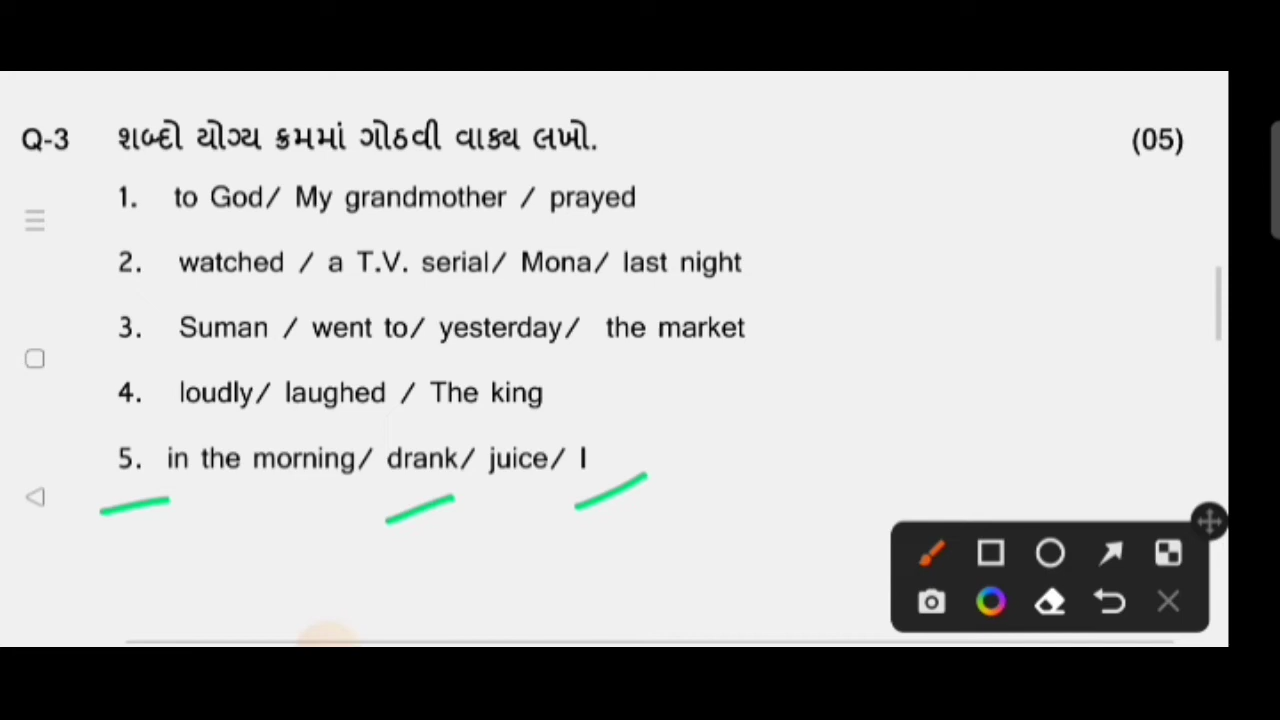 Q-3 શબ્દો યોગ્ય ક્રમમાં ગોઠવી વાક્ય લખો. (05)
1. to God/ My grandmother / prayed
2. watched / a T.V. serial/ Mona/ last night
3. Suman / went to/ yesterday/ the market
4. loudly/ laughed / The king
5. in the morning/ drank/ juice/ I